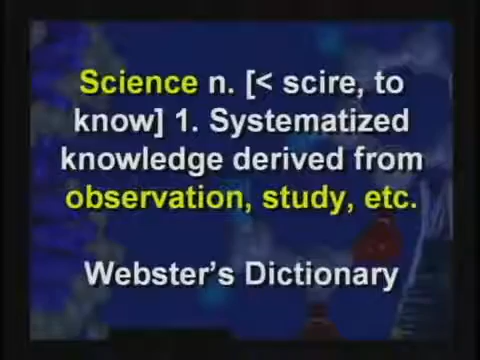 Science n. [< scire, to
know] 1. Systematized
knowledge derived from
observation, study, etc.
Webster's Dictionary